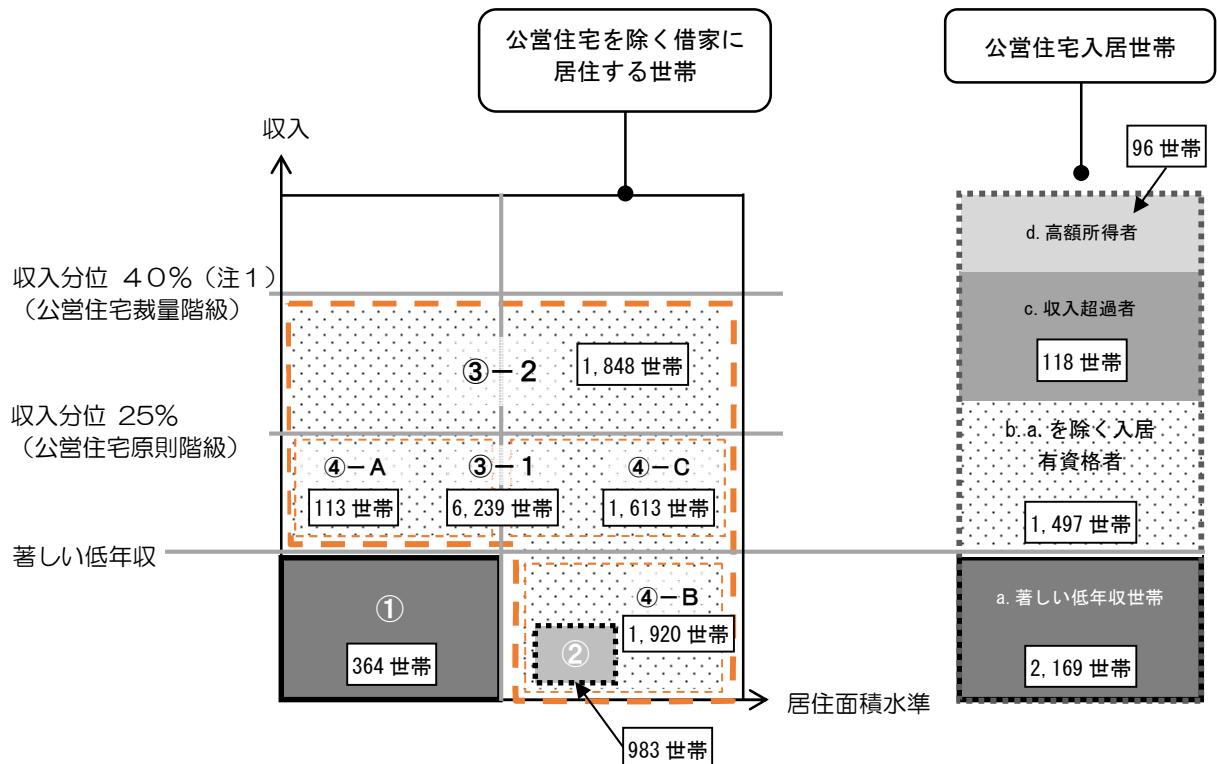 公営住宅を除く借家に
居住する世帯
公営住宅入居世帯
収入
96 世帯
d. 高額所得者
収入分位 40%（注1）
（公営住宅裁量階級）
c. 収入超過者
118 世帯
③－2
1,848 世帯
収入分位 25%
（公営住宅原則階級）
b. a. を除く入居
有資格者
1,497 世帯
④－A
③－1
④－C
113 世帯
6,239 世帯
1,613 世帯
著しい低年収
①
364 世帯
④－B
1,920 世帯
②
a. 著しい低年収世帯
2,169 世帯
居住面積水準
983 世帯